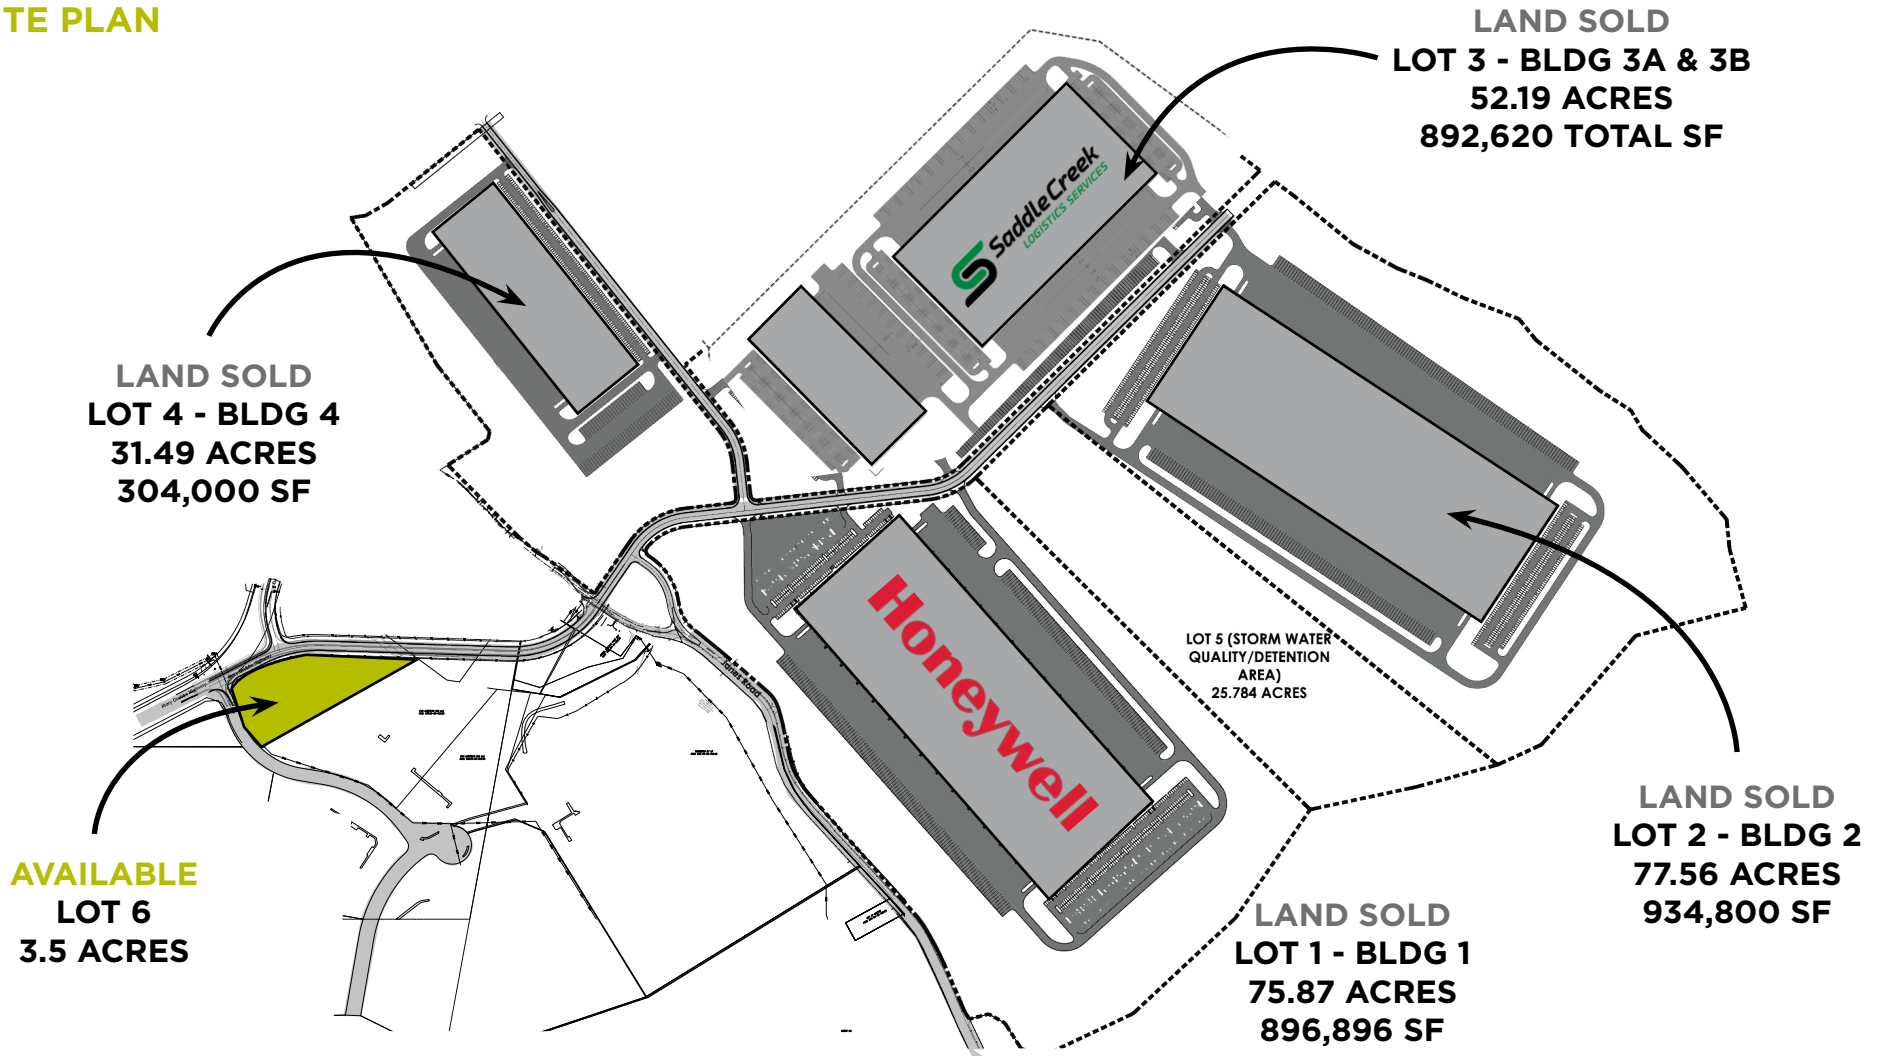 TE PLAN
LAND SOLD
LOT 3 - BLDG 3A & 3B
52.19 ACRES
892,620 TOTAL SF
SaddleCreek
LOGISTICS SERVICES
LAND SOLD
LOT 4 - BLDG 4
31.49 ACRES
304,000 SF
Honeywell
LOT 5 (STORM WATER
QUALITY/DETENTION
AREA)
25.784 ACRES
Jones Road
AVAILABLE
LOT 6
3.5 ACRES
LAND SOLD
LOT 2 - BLDG 2
77.56 ACRES
934,800 SF
LAND SOLD
LOT 1 - BLDG 1
75.87 ACRES
896,896 SF